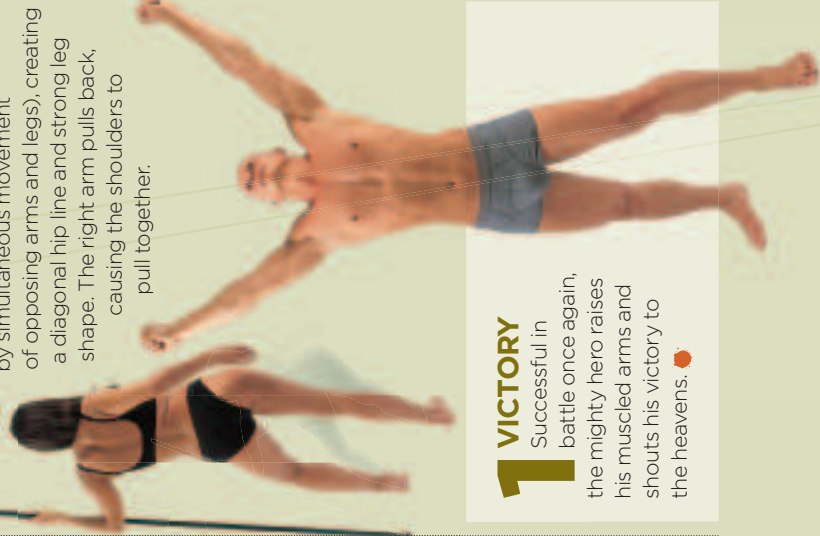 by simultaneous movement
of opposing arms and legs), creating
a diagonal hip line and strong leg
shape. The right arm pulls back,
causing the shoulders to
pull together.
1 VICTORY
Successful in
battle once again,
the mighty hero raises
his muscled arms and
shouts his victory to
the heavens.